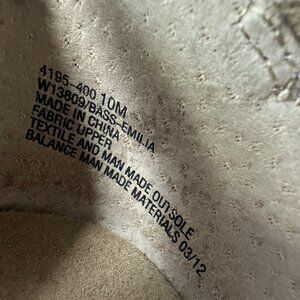 4195-400 10M
W13809/BASS-EMILIA
MADE IN CHINA
FABRIC UPPER
TEXTILE AND MAN MADE OUTSOLE
BALANCE MAN MADE MATERIALS 03/12